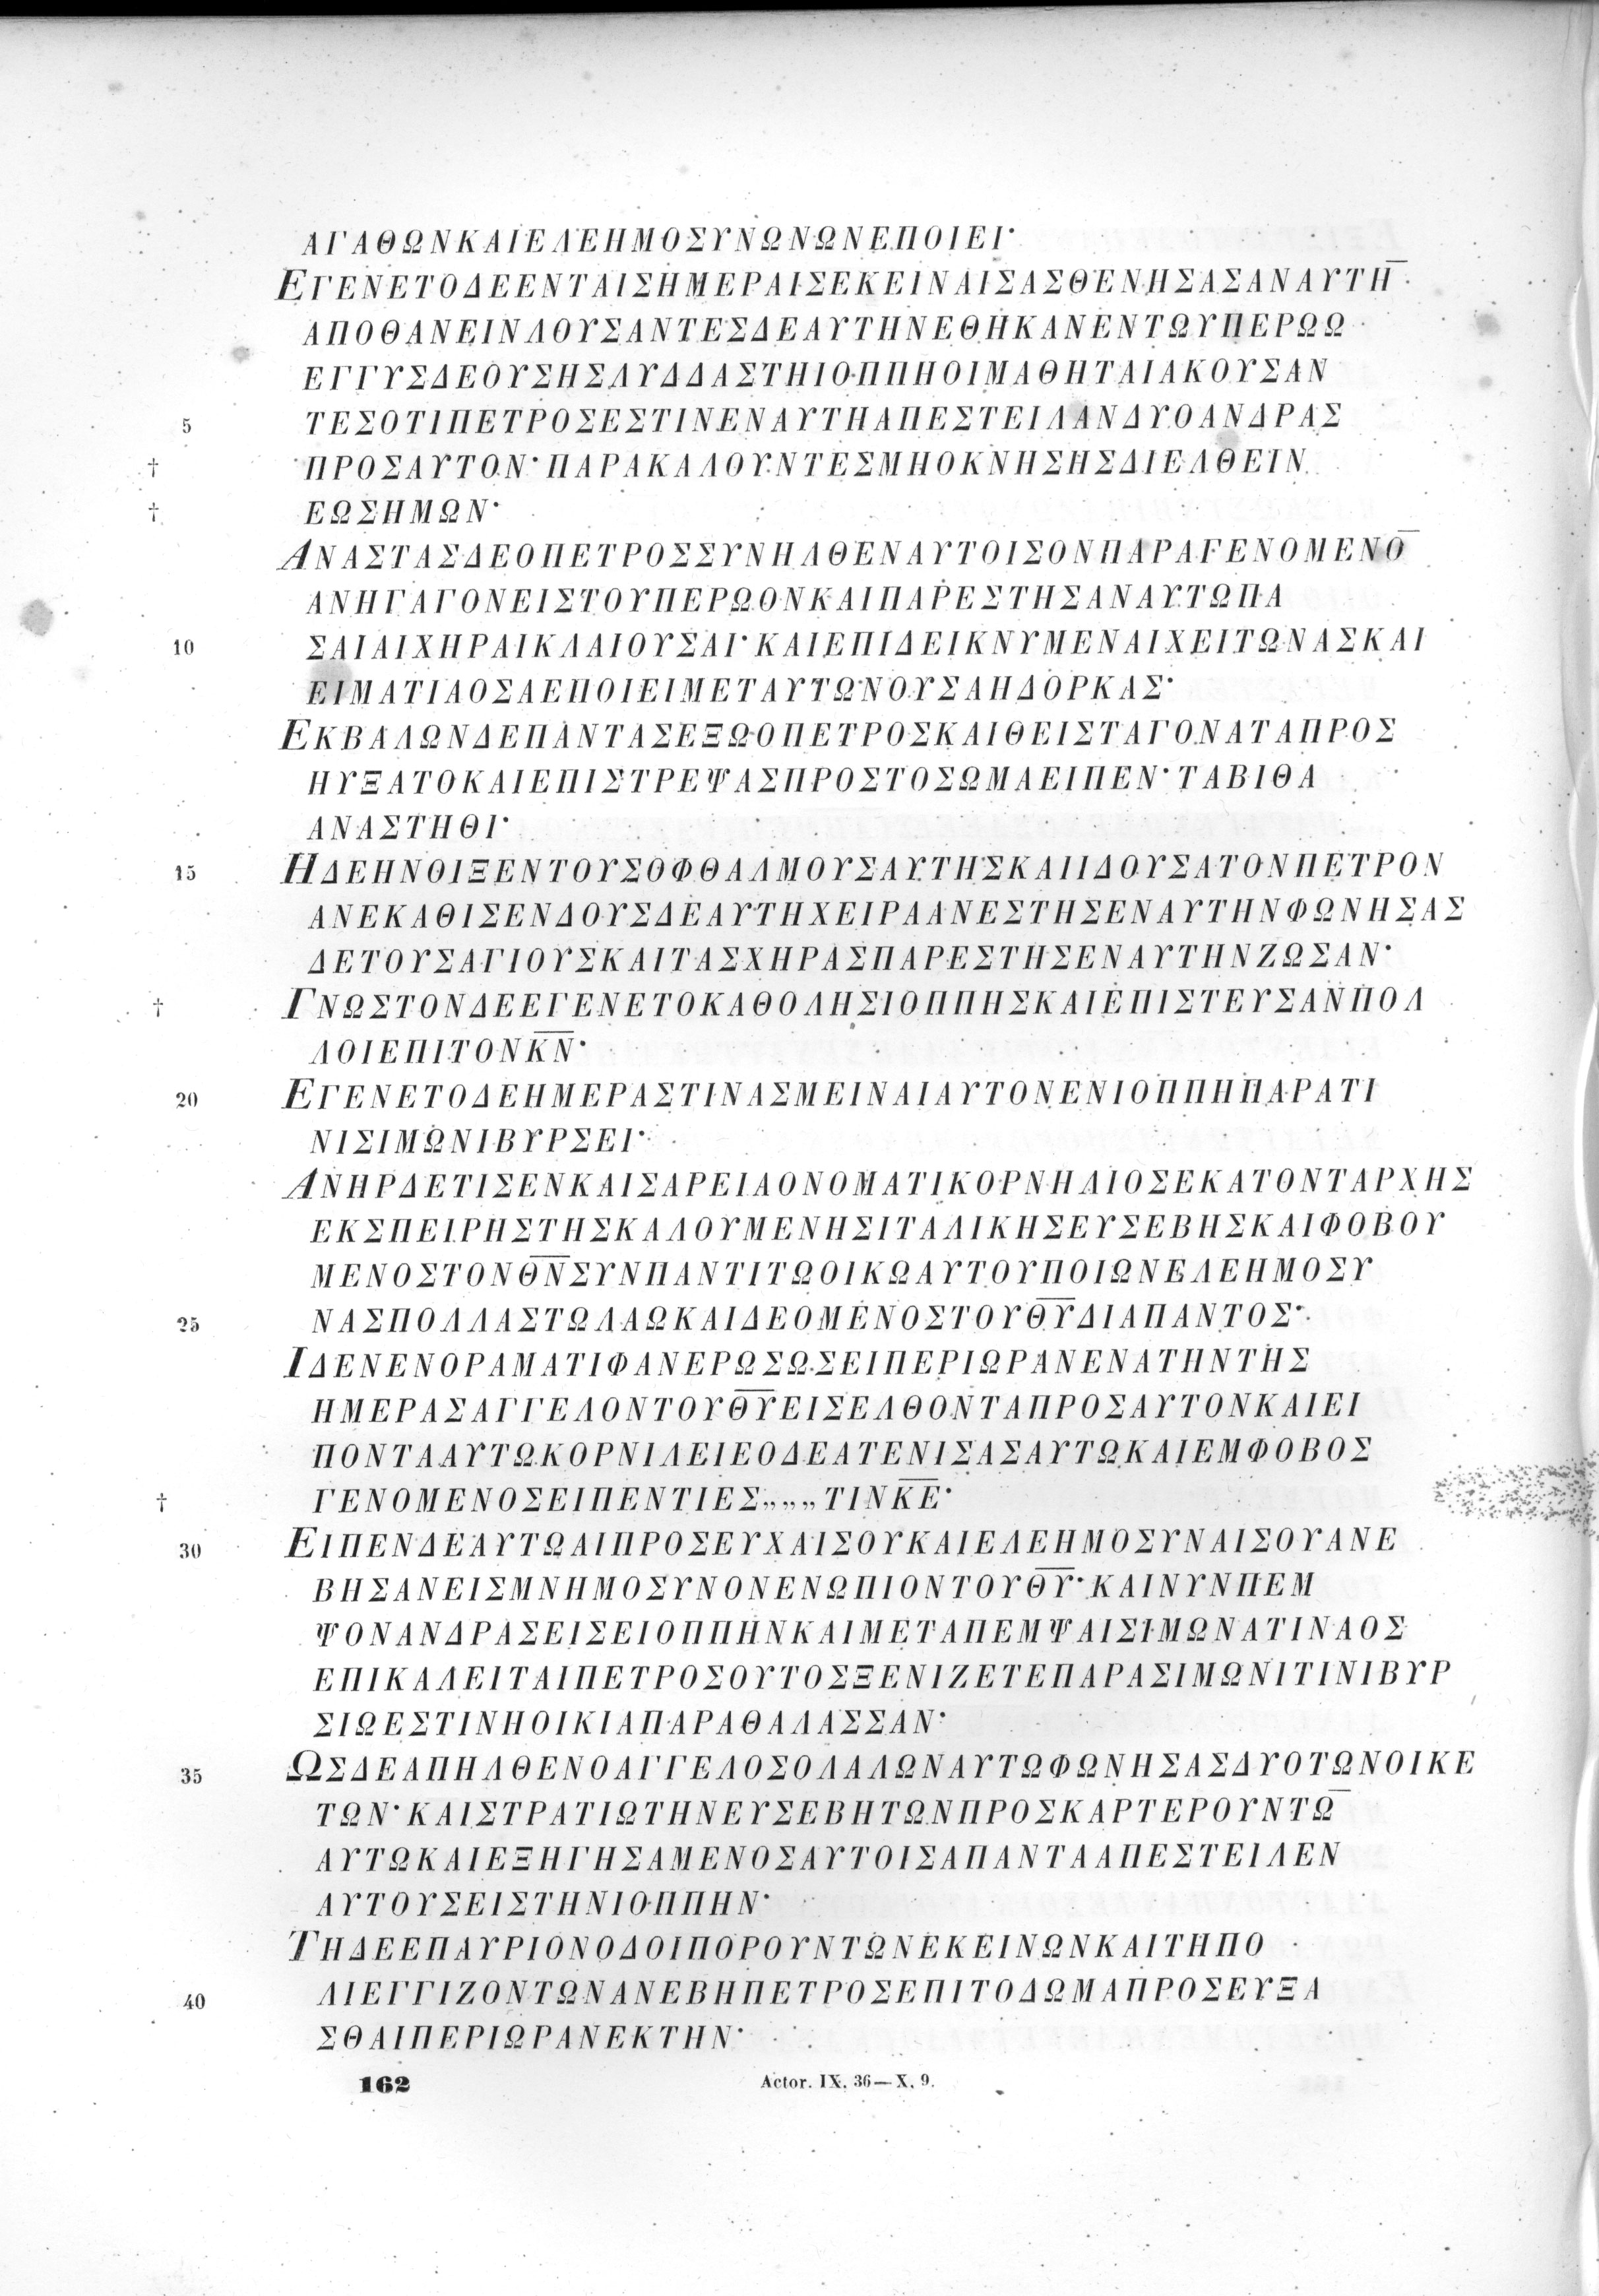 ΑΓΑΘΩΝΚΑΙΕΛΕΗΜΟΣΥΝΩΝΩΝΕΠΟΙΕΙ·
ΕΓΕΝΕΤΟΔΕΕΝΤΑΙΣΗΜΕΡΑΙΣΕΚΕΙΝΑΙΣΑΣΘΕΝΗΣΑΣΑΝΑΥΤΗ̅·
ΑΠΟΘΑΝΕΙΝΛΟΥΣΑΝΤΕΣΔΕΑΥΤΗΝΕΘΗΚΑΝΕΝΤΩΥΠΕΡΩΩ
ΕΓΓΥΣΔΕΟΥΣΗΣΛΥΔΔΑΣΤΗΙΟΠΠΗΟΙΜΑΘΗΤΑΙΑΚΟΥΣΑΝ
5 ΤΕΣΟΤΙΠΕΤΡΟΣΕΣΤΙΝΕΝΑΥΤΗΑΠΕΣΤΕΙΛΑΝΔΥΟΑΝΔΡΑΣ
† ΠΡΟΣΑΥΤΟΝ·ΠΑΡΑΚΑΛΟΥΝΤΕΣΜΗΟΚΝΗΣΗΣΔΙΕΛΘΕΙΝ
† ΕΩΣΗΜΩΝ·
ΑΝΑΣΤΑΣΔΕΟΠΕΤΡΟΣΣΥΝΗΛΘΕΝΑΥΤΟΙΣΟΝΠΑΡΑΓΕΝΟΜΕΝΟ̅
ΑΝΗΓΑΓΟΝΕΙΣΤΟΥΠΕΡΩΟΝΚΑΙΠΑΡΕΣΤΗΣΑΝΑΥΤΩΠΑ
10 ΣΑΙΑΙΧΗΡΑΙΚΛΑΙΟΥΣΑΙ·ΚΑΙΕΠΙΔΕΙΚΝΥΜΕΝΑΙΧΕΙΤΩΝΑΣΚΑΙ
ΕΙΜΑΤΙΑΟΣΑΕΠΟΙΕΙΜΕΤΑΥΤΩΝΟΥΣΑΗΔΟΡΚΑΣ·
ΕΚΒΑΛΩΝΔΕΠΑΝΤΑΣΕΞΩΟΠΕΤΡΟΣΚΑΙΘΕΙΣΤΑΓΟΝΑΤΑΠΡΟΣ
ΗΥΞΑΤΟΚΑΙΕΠΙΣΤΡΕΨΑΣΠΡΟΣΤΟΣΩΜΑΕΙΠΕΝ·ΤΑΒΙΘΑ
ΑΝΑΣΤΗΘΙ·
15 ΗΔΕΗΝΘΙΞΕΝΤΟΥΣΟΦΘΑΛΜΟΥΣΑΥΤΗΣΚΑΙΙΔΟΥΣΑΤΟΝΠΕΤΡΟΝ
ΑΝΕΚΑΘΙΣΕΝΔΟΥΣΔΕΑΥΤΗΧΕΙΡΑΑΝΕΣΤΗΣΕΝΑΥΤΗΝΦΩΝΗΣΑΣ
ΔΕΤΟΥΣΑΓΙΟΥΣΚΑΙΤΑΣΧΗΡΑΣΠΑΡΕΣΤΗΣΕΝΑΥΤΗΝΖΩΣΑΝ·
† ΓΝΩΣΤΟΝΔΕΕΓΕΝΕΤΟΚΑΘΟΛΗΣΙΟΠΠΗΣΚΑΙΕΠΙΣΤΕΥΣΑΝΠΟΛ
ΛΟΙΕΠΙΤΟΝΚ̅Ν̅·
20 ΕΓΕΝΕΤΟΔΕΗΜΕΡΑΣΤΙΝΑΣΜΕΙΝΑΙΑΥΤΟΝΕΝΙΟΠΠΗΠΑΡΑΤΙ
ΝΙΣΙΜΩΝΙΒΥΡΣΕΙ·
ΑΝΗΡΔΕΤΙΣΕΝΚΑΙΣΑΡΕΙΑΟΝΟΜΑΤΙΚΟΡΝΗΛΙΟΣΕΚΑΤΟΝΤΑΡΧΗΣ
ΕΚΣΠΕΙΡΗΣΤΗΣΚΑΛΟΥΜΕΝΗΣΙΤΑΛΙΚΗΣΕΥΣΕΒΗΣΚΑΙΦΟΒΟΥ
ΜΕΝΟΣΤΟΝΘ̅Ν̅ΣΥΝΠΑΝΤΙΤΩΟΙΚΩΑΥΤΟΥΠΟΙΩΝΕΛΕΗΜΟΣΥ
25 ΝΑΣΠΟΛΛΑΣΤΩΛΑΩΚΑΙΔΕΟΜΕΝΟΣΤΟΥΘ̅Υ̅ΔΙΑΠΑΝΤΟΣ·
ΙΔΕΝΕΝΟΡΑΜΑΤΙΦΑΝΕΡΩΣΩΣΕΙΠΕΡΙΩΡΑΝΕΝΑΤΗΝΤΗΣ
ΗΜΕΡΑΣΑΓΓΕΛΟΝΤΟΥΘ̅Υ̅ΕΙΣΕΛΘΟΝΤΑΠΡΟΣΑΥΤΟΝΚΑΙΕΙ
ΠΟΝΤΑΑΥΤΩΚΟΡΝΙΛΕΙΕΟΔΕΑΤΕΝΙΣΑΣΑΥΤΩΚΑΙΕΜΦΟΒΟΣ
† ΓΕΝΟΜΕΝΟΣΕΙΠΕΝΤΙΕΣ„„„ΤΙΝΚ̅Ε̅·
30 ΕΙΠΕΝΔΕΑΥΤΩΑΙΠΡΟΣΕΥΧΑΙΣΟΥΚΑΙΕΛΕΗΜΟΣΥΝΑΙΣΟΥΑΝΕ
ΒΗΣΑΝΕΙΣΜΝΗΜΟΣΥΝΟΝΕΝΩΠΙΟΝΤΟΥΘ̅Υ̅·ΚΑΙΝΥΝΠΕΜ
ΨΟΝΑΝΔΡΑΣΕΙΣΕΙΟΠΠΗΝΚΑΙΜΕΤΑΠΕΜΨΑΙΣΙΜΩΝΑΤΙΝΑΟΣ
ΕΠΙΚΑΛΕΙΤΑΙΠΕΤΡΟΣΟΥΤΟΣΞΕΝΙΖΕΤΕΠΑΡΑΣΙΜΩΝΙΤΙΝΙΒΥΡ
ΣΙΩΕΣΤΙΝΗΟΙΚΙΑΠΑΡΑΘΑΛΑΣΣΑΝ·
35 ΩΣΔΕΑΠΗΛΘΕΝΟΑΓΓΕΛΟΣΟΛΑΛΩΝΑΥΤΩΦΩΝΗΣΑΣΔΥΟΤΩΝΟΙΚΕ
ΤΩΝ·ΚΑΙΣΤΡΑΤΙΩΤΗΝΕΥΣΕΒΗΤΩΝΠΡΟΣΚΑΡΤΕΡΟΥΝΤΩ̅
ΑΥΤΩΚΑΙΕΞΗΓΗΣΑΜΕΝΟΣΑΥΤΟΙΣΑΠΑΝΤΑΑΠΕΣΤΕΙΛΕΝ
ΑΥΤΟΥΣΕΙΣΤΗΝΙΟΠΠΗΝ·
ΤΗΔΕΕΠΑΥΡΙΟΝΟΔΟΙΠΟΡΟΥΝΤΩΝΕΚΕΙΝΩΝΚΑΙΤΗΠΟ
40 ΛΙΕΓΓΙΖΟΝΤΩΝΑΝΕΒΗΠΕΤΡΟΣΕΠΙΤΟΔΩΜΑΠΡΟΣΕΥΞΑ
ΣΘΑΙΠΕΡΙΩΡΑΝΕΚΤΗΝ·
162 Actor. IX, 36—X, 9.